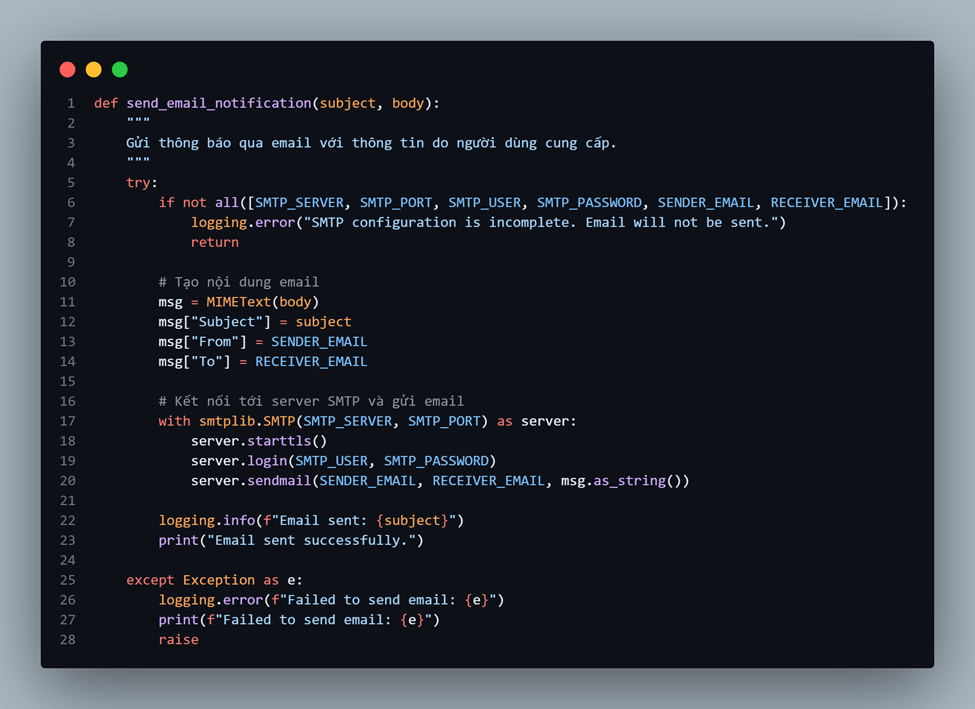 1 def send_email_notification(subject, body):
2     """
3     Gửi thông báo qua email với thông tin do người dùng cung cấp.
4     """
5     try:
6         if not all([SMTP_SERVER, SMTP_PORT, SMTP_USER, SMTP_PASSWORD, SENDER_EMAIL, RECEIVER_EMAIL]):
7             logging.error("SMTP configuration is incomplete. Email will not be sent.")
8             return
9
10         # Tạo nội dung email
11         msg = MIMEText(body)
12         msg["Subject"] = subject
13         msg["From"] = SENDER_EMAIL
14         msg["To"] = RECEIVER_EMAIL
15
16         # Kết nối tới server SMTP và gửi email
17         with smtplib.SMTP(SMTP_SERVER, SMTP_PORT) as server:
18             server.starttls()
19             server.login(SMTP_USER, SMTP_PASSWORD)
20             server.sendmail(SENDER_EMAIL, RECEIVER_EMAIL, msg.as_string())
21
22         logging.info(f"Email sent: {subject}")
23         print("Email sent successfully.")
24
25     except Exception as e:
26         logging.error(f"Failed to send email: {e}")
27         print(f"Failed to send email: {e}")
28         raise